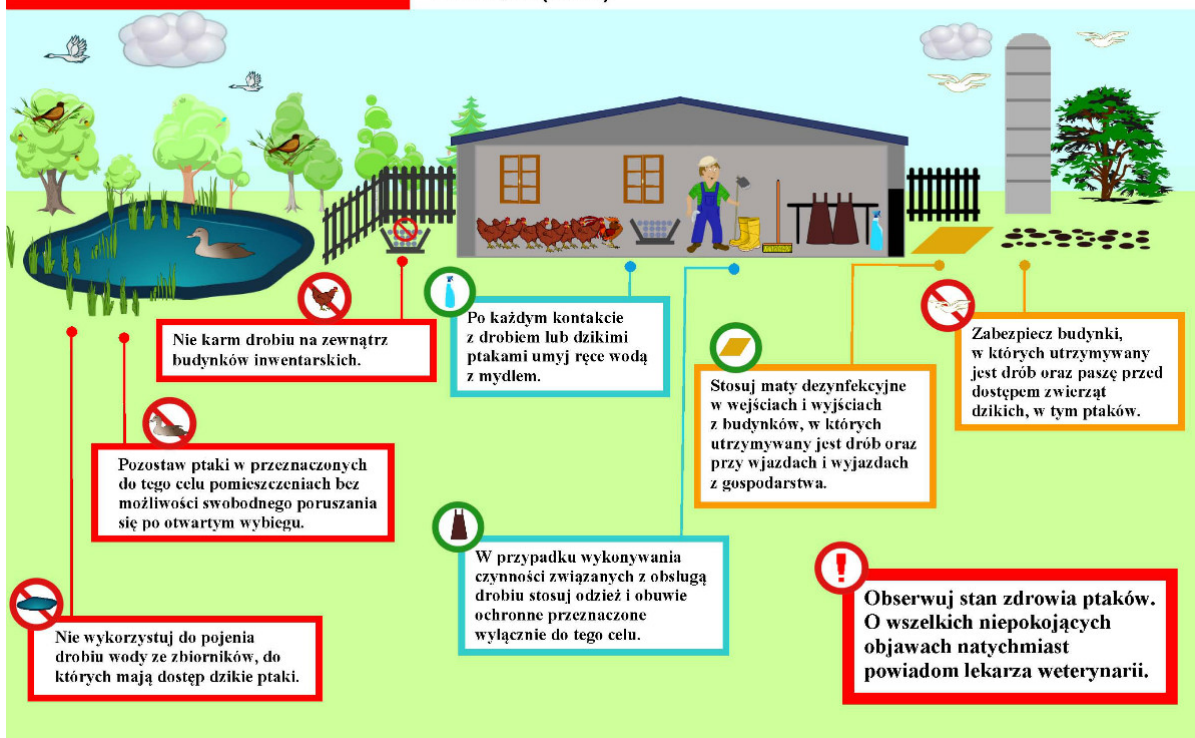 Nie karm drobiu na zewnątrz
budynków inwentarskich.
Po każdym kontakcie
z drobiem lub dzikimi
ptakami umyj ręce wodą
z mydłem.
Stosuj maty dezynfekcyjne
w wejściach i wyjściach
z budynków, w których
utrzymywany jest drób oraz
przy wjazdach i wyjazdach
z gospodarstwa.
Zabezpiecz budynki,
w których utrzymywany
jest drób oraz paszę przed
dostępem zwierząt
dzikich, w tym ptaków.
Pozostaw ptaki w przeznaczonych
do tego celu pomieszczeniach bez
możliwości swobodnego poruszania
się po otwartym wybiegu.
W przypadku wykonywania
czynności związanych z obsługą
drobiu stosuj odzież i obuwie
ochronne przeznaczone
wyłącznie do tego celu.
Nie wykorzystuj do pojenia
drobiu wody ze zbiorników, do
których mają dostęp dzikie ptaki.
Obserwuj stan zdrowia ptaków.
O wszelkich niepokojących
objawach natychmiast
powiadom lekarza weterynarii.